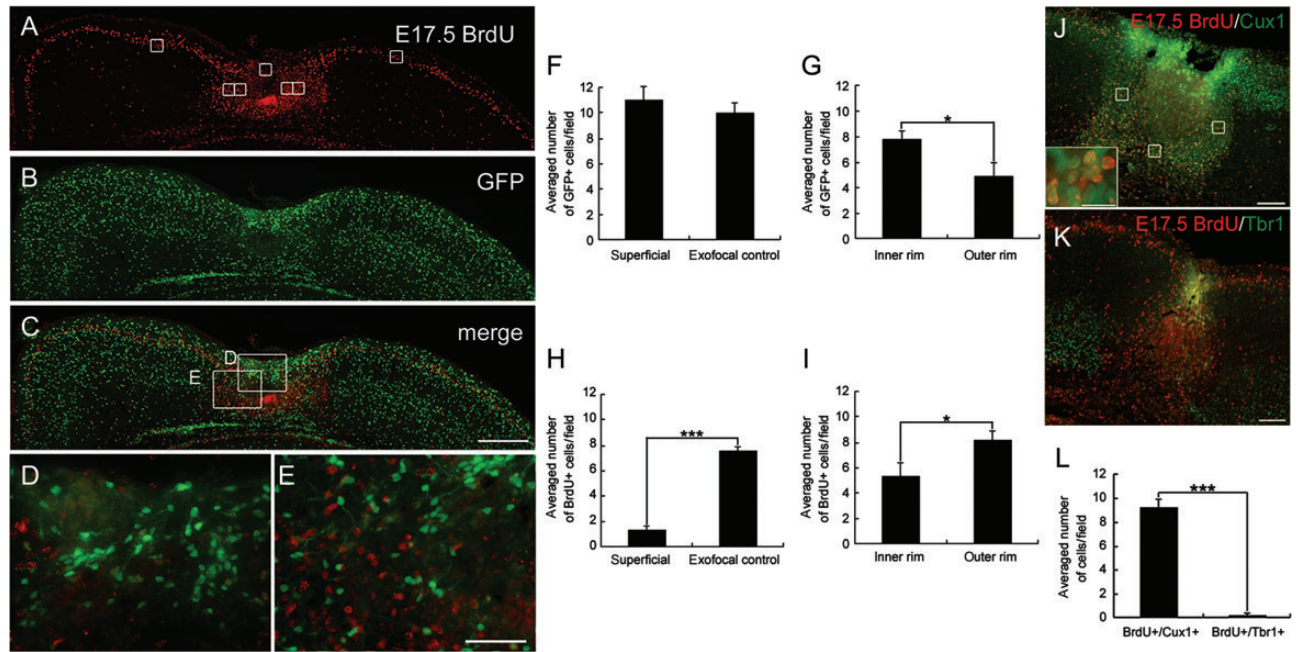 A
E17.5 BrdU
B
GFP
C
merge
D
E
D
E
F
Averaged number
of GFP+ cells/field
12
10
8
6
4
2
0
Superficial
Exofocal control
G
Averaged number
of GFP+ cells/field
12
10
8
6
4
2
0
*
Inner rim
Outer rim
H
Averaged number
of BrdU+ cells/field
12
10
8
6
4
2
0
***
Superficial
Exofocal control
I
Averaged number
of BrdU+ cells/field
12
10
8
6
4
2
0
*
Inner rim
Outer rim
J
E17.5 BrdU/Cux1
K
E17.5 BrdU/Tbr1
L
Averaged number
of cells/field
12
10
8
6
4
2
0
***
BrdU+/Cux1+
BrdU+/Tbr1+